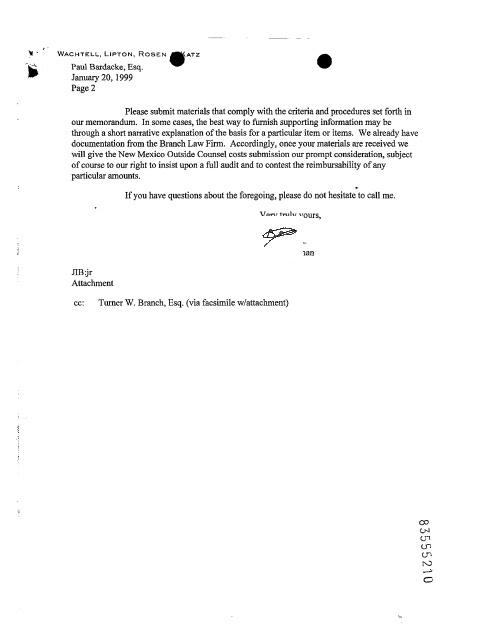 WACHTELL, LIPTON, ROSEN ATZ
Paul Bardacke, Esq.
January 20, 1999
Page 2
Please submit materials that comply with the criteria and procedures set forth in
our memorandum. In some cases, the best way to furnish supporting information may be
through a short narrative explanation of the basis for a particular item or items. We already have
documentation from the Branch Law Firm. Accordingly, once your materials are received we
will give the New Mexico Outside Counsel costs submission our prompt consideration, subject
of course to our right to insist upon a full audit and to contest the reimbursability of any
particular amounts.
If you have questions about the foregoing, please do not hesitate to call me.
Very truly yours,
JIB:jr
Attachment
cc: Turner W. Branch, Esq. (via facsimile w/attachment)
83555210